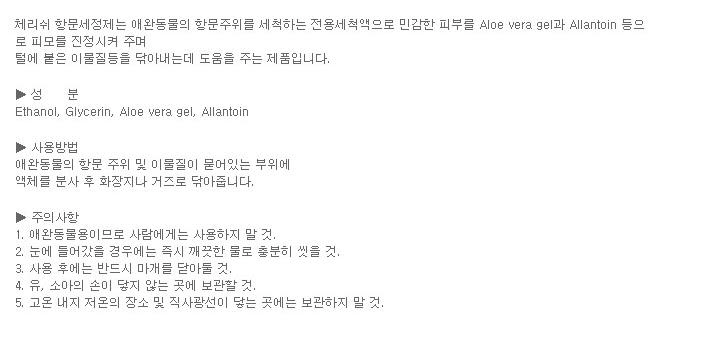 체리쉬 항문세정제는 애완동물의 항문주위를 세척하는 전용세척액으로 민감한 피부를 Aloe vera gel과 Allantoin 등으
로 피모를 진정시켜 주며
털에 붙은 이물질등을 닦아내는데 도움을 주는 제품입니다.
▶ 성 분
Ethanol, Glycerin, Aloe vera gel, Allantoin
▶ 사용방법
애완동물의 항문 주위 및 이물질이 묻어있는 부위에
액체를 분사 후 화장지나 거즈로 닦아줍니다.
▶ 주의사항
1. 애완동물용이므로 사람에게는 사용하지 말 것.
2. 눈에 들어갔을 경우에는 즉시 깨끗한 물로 충분히 씻을 것.
3. 사용 후에는 반드시 마개를 닫아둘 것.
4. 유, 소아의 손이 닿지 않는 곳에 보관할 것.
5. 고온 내지 저온의 장소 및 직사광선이 닿는 곳에는 보관하지 말 것.